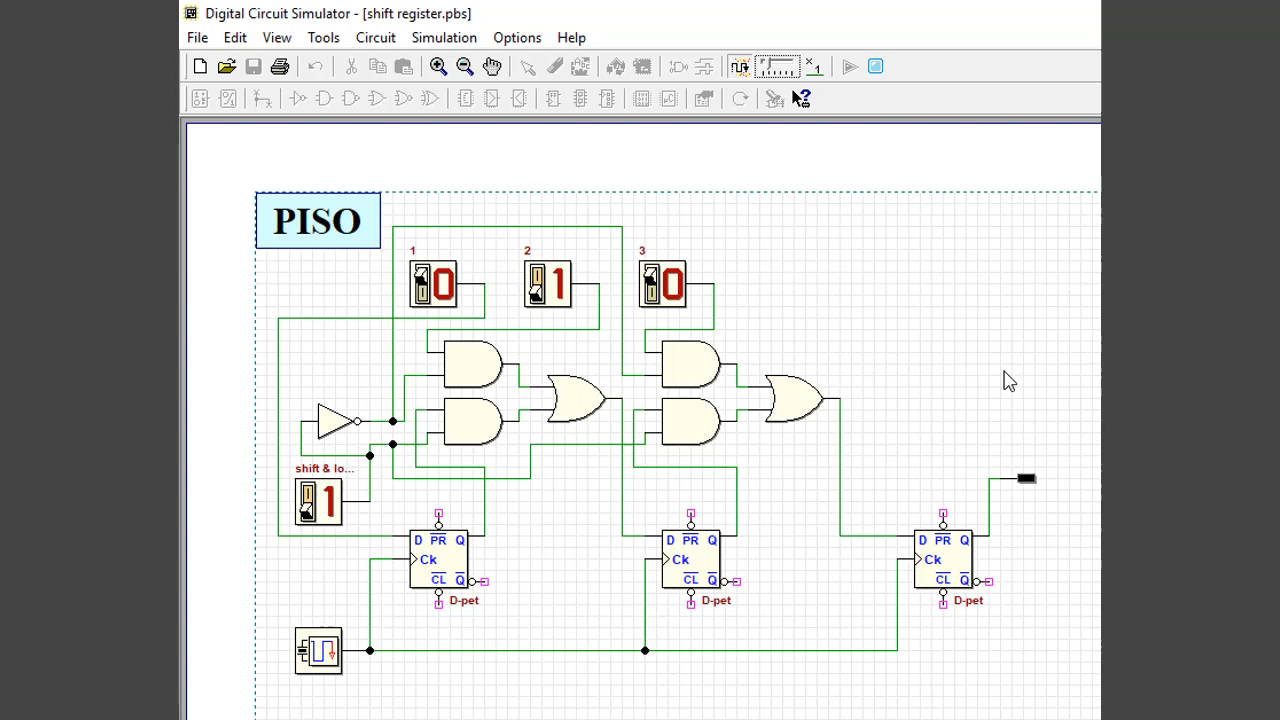 Digital Circuit Simulator - [shift register.pbs]
File Edit View Tools Circuit Simulation Options Help
PISO
1 2 3
0 1 0
shift & lo...
1
D PR Q D PR Q D PR Q
Ck Ck Ck
CL Q CL Q CL Q
D-pet D-pet D-pet